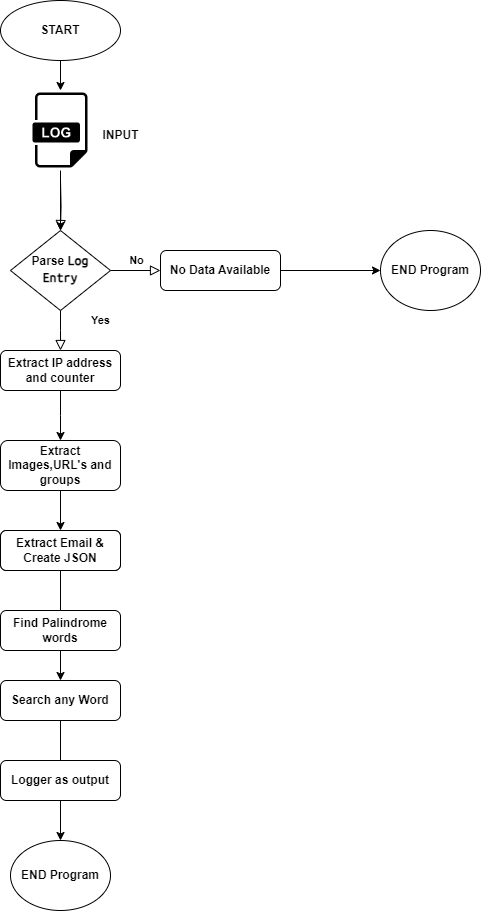 START
LOG
INPUT
Parse Log
Entry
No
No Data Available
END Program
Yes
Extract IP address
and counter
Extract
Images,URL's and
groups
Extract Email &
Create JSON
Find Palindrome
words
Search any Word
Logger as output
END Program